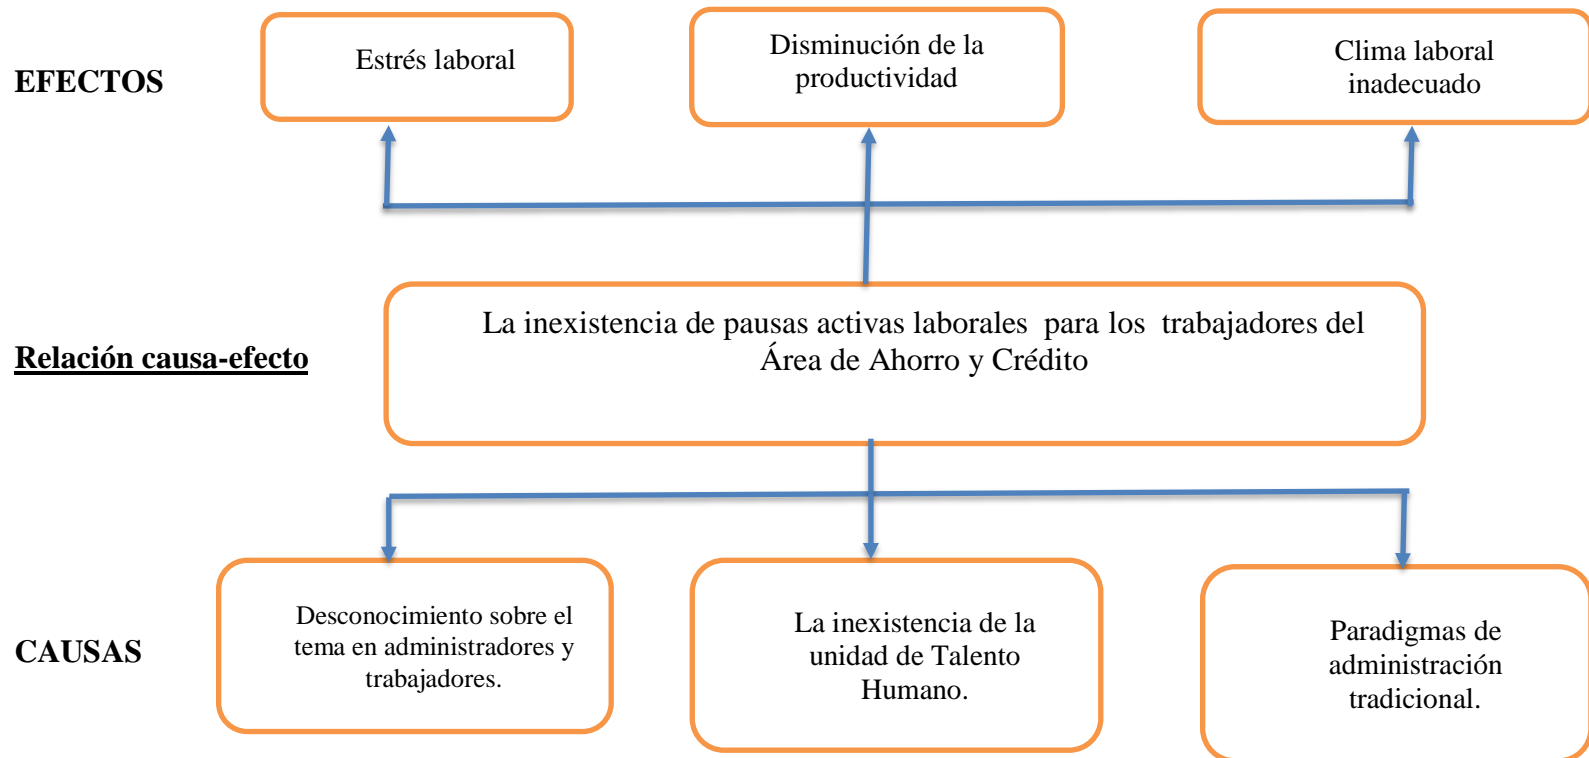 EFECTOS
Estrés laboral
Disminución de la
productividad
Clima laboral
inadecuado
Relación causa-efecto
La inexistencia de pausas activas laborales para los trabajadores del
Área de Ahorro y Crédito
CAUSAS
Desconocimiento sobre el
tema en administradores y
trabajadores.
La inexistencia de la
unidad de Talento
Humano.
Paradigmas de
administración
tradicional.